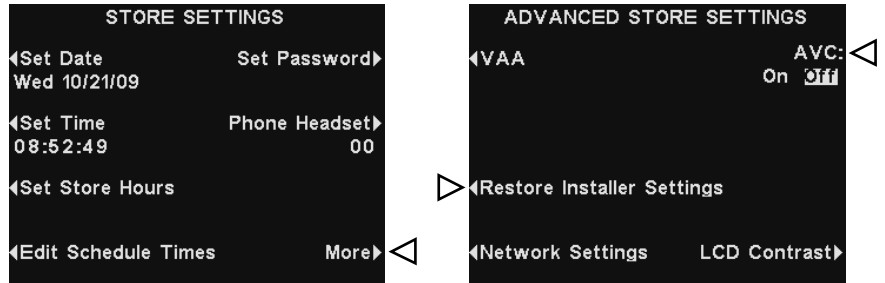 STORE SETTINGS
Set Date Set Password
Wed 10/21/09
Set Time Phone Headset
08:52:49 00
Set Store Hours
Edit Schedule Times More
ADVANCED STORE SETTINGS
VAA AVC:
On Off
Restore Installer Settings
Network Settings LCD Contrast